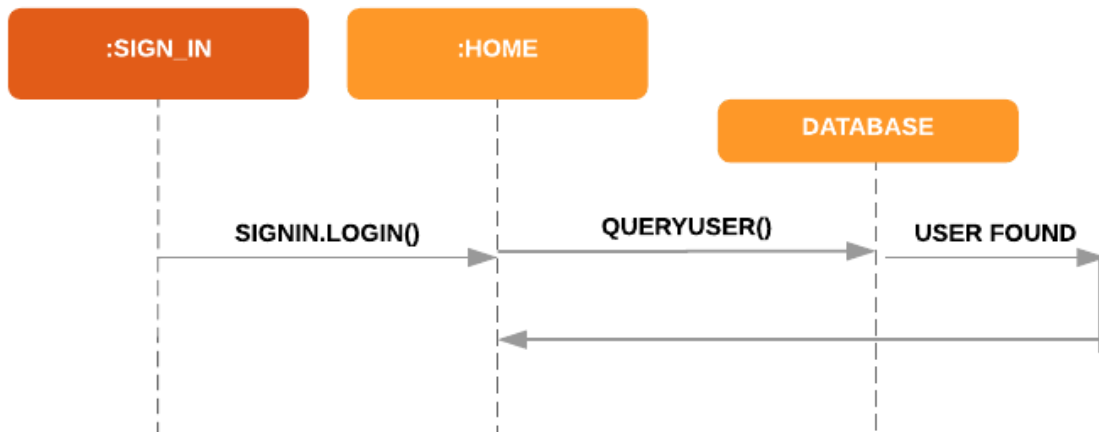 :SIGN_IN
:HOME
DATABASE
SIGNIN.LOGIN()
QUERYUSER()
USER FOUND